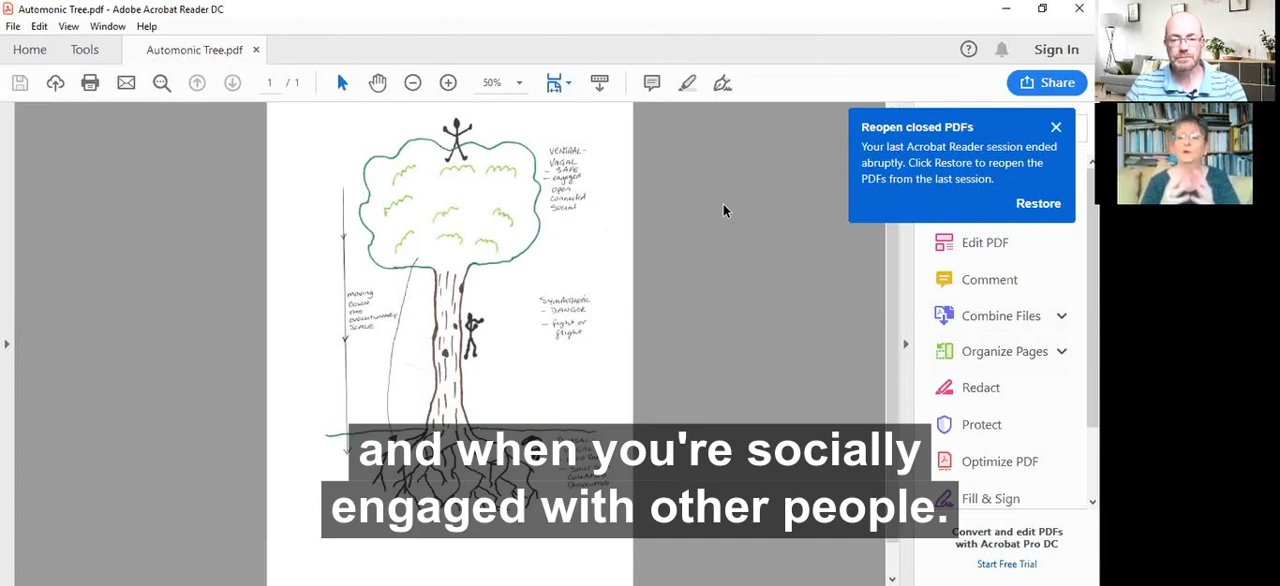 Automonic Tree.pdf - Adobe Acrobat Reader DC
File Edit View Window Help
Home Tools Automonic Tree.pdf × Sign In
1 / 1 50% Share
Reopen closed PDFs
Your last Acrobat Reader session ended
abruptly. Click Restore to reopen the
PDFs from the last session.
Restore
VENTRAL-
VAGAL
- SAFE
- engaged
open
connected
social
MOVING
DOWN
THE
EVOLUTIONARY
SCALE
SYMPATHETIC
- DANGER
- fight or
flight
Edit PDF
Comment
Combine Files
Organize Pages
Redact
Protect
Optimize PDF
Fill & Sign
Convert and edit PDFs
with Acrobat Pro DC
Start Free Trial
and when you're socially
engaged with other people.